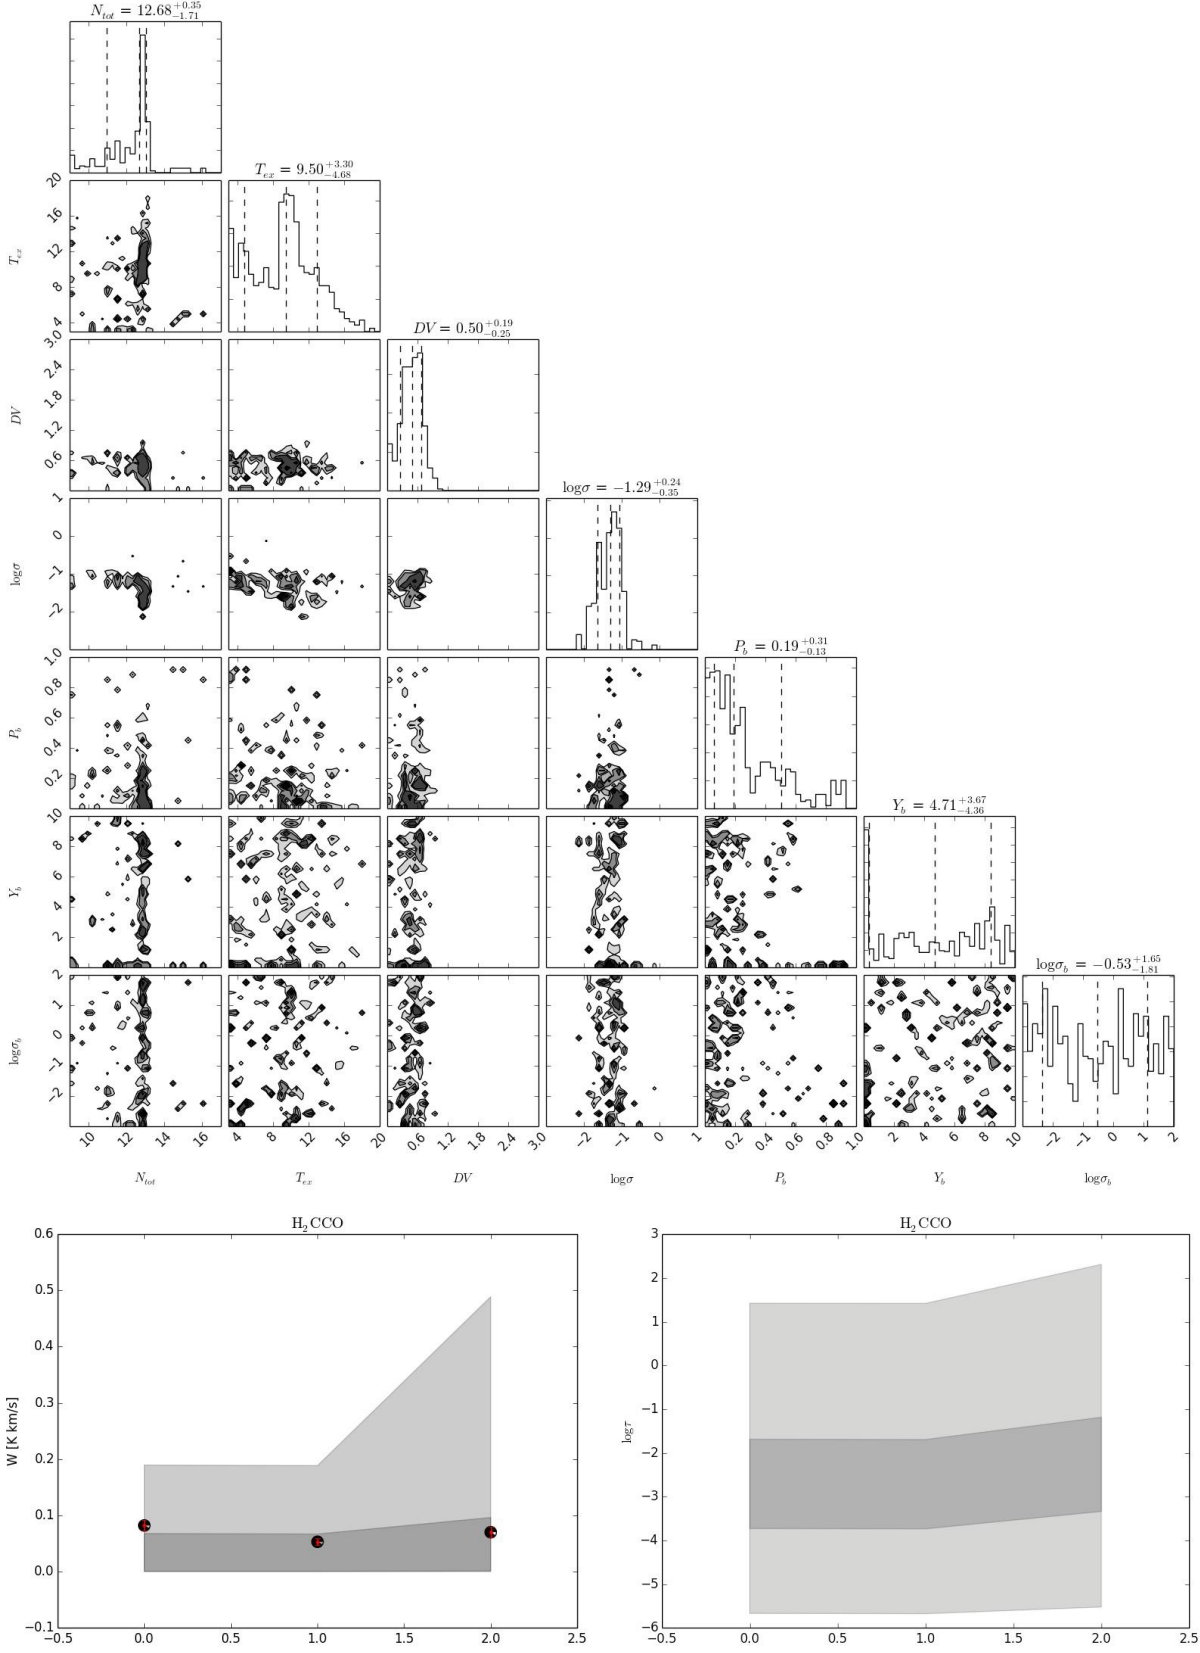 N_tot = 12.68^{+0.35}_{-1.71}
T_ex = 9.50^{+3.30}_{-4.68}
20
16
12
8
4
T_ex
DV = 0.50^{+0.19}_{-0.25}
3.0
2.4
1.8
1.2
0.6
DV
logσ = −1.29^{+0.24}_{-0.35}
1
0
−1
−2
logσ
P_b = 0.19^{+0.31}_{-0.13}
1.0
0.8
0.6
0.4
0.2
P_b
Y_b = 4.71^{+3.67}_{-4.36}
10
8
6
4
2
Y_b
logσ_b = −0.53^{+1.65}_{-1.81}
2
1
0
−1
−2
logσ_b
10 12 14 16 4 8 12 16 20 0.6 1.2 1.8 2.4 3.0 −2 −1 0 1 0.2 0.4 0.6 0.8 1.0 2 4 6 8 10 −2 −1 0 1 2
N_tot T_ex DV logσ P_b Y_b logσ_b
H₂CCO
0.6
0.5
0.4
0.3
0.2
0.1
0.0
−0.1
W [K km/s]
−0.5 0.0 0.5 1.0 1.5 2.0 2.5
H₂CCO
3
2
1
0
−1
−2
−3
−4
−5
−6
logτ
−0.5 0.0 0.5 1.0 1.5 2.0 2.5